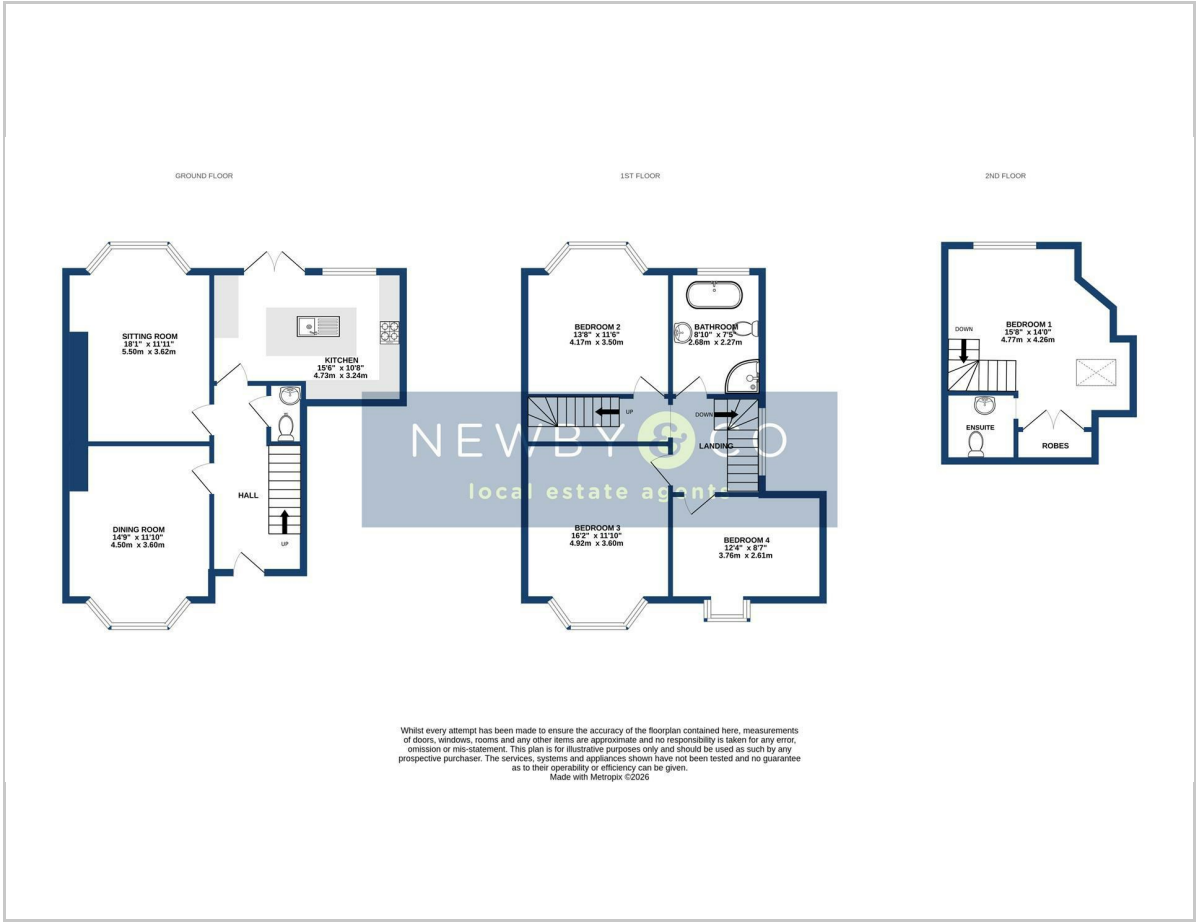 GROUND FLOOR
1ST FLOOR
2ND FLOOR
SITTING ROOM
18'1" x 11'11"
5.50m x 3.62m
KITCHEN
15'6" x 10'8"
4.73m x 3.24m
HALL
UP
DINING ROOM
14'9" x 11'10"
4.50m x 3.60m
BEDROOM 2
13'8" x 11'6"
4.17m x 3.50m
BATHROOM
8'10" x 7'5"
2.68m x 2.27m
UP
DOWN
LANDING
BEDROOM 3
16'2" x 11'10"
4.92m x 3.60m
BEDROOM 4
12'4" x 8'7"
3.76m x 2.61m
DOWN
BEDROOM 1
15'8" x 14'0"
4.77m x 4.26m
ENSUITE
ROBES
NEWBY & CO
local estate agents
Whilst every attempt has been made to ensure the accuracy of the floorplan contained here, measurements
of doors, windows, rooms and any other items are approximate and no responsibility is taken for any error,
omission or mis-statement. This plan is for illustrative purposes only and should be used as such by any
prospective purchaser. The services, systems and appliances shown have not been tested and no guarantee
as to their operability or efficiency can be given.
Made with Metropix ©2026